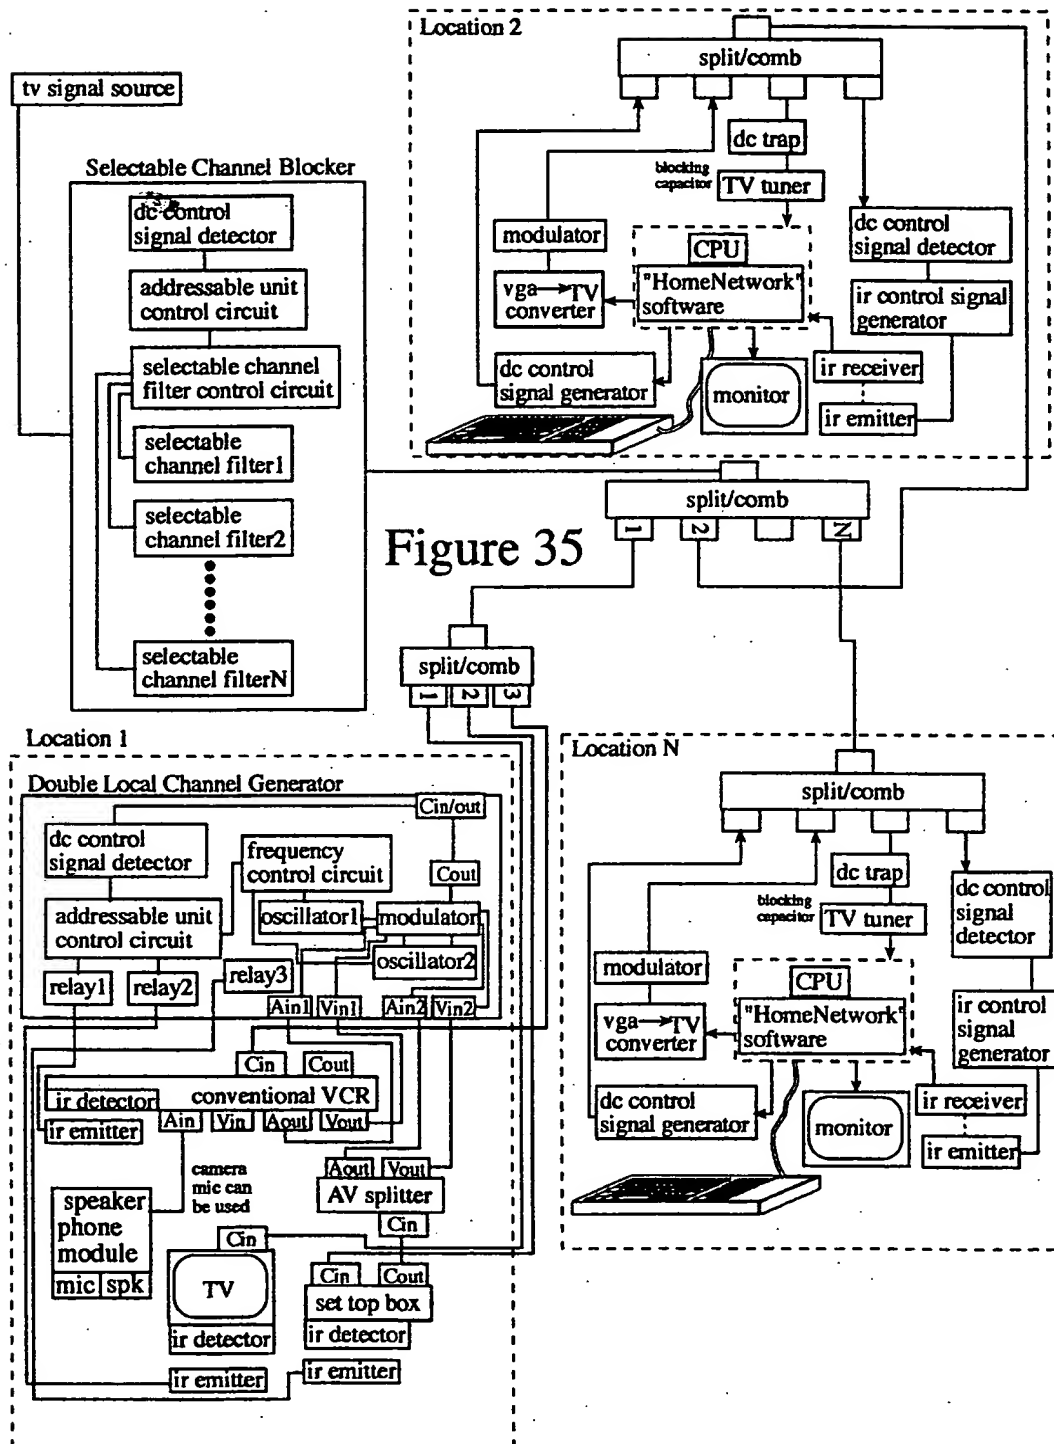 Location 2
split/comb
tv signal source
dc trap
Selectable Channel Blocker
blocking
capacitor
TV tuner
dc control
signal detector
modulator
CPU
dc control
signal detector
addressable unit
control circuit
vga→TV
converter
"HomeNetwork"
software
ir control signal
generator
selectable channel
filter control circuit
dc control
signal generator
monitor
ir receiver
ir emitter
selectable
channel filter1
split/comb
1
2
N
selectable
channel filter2
Figure 35
selectable
channel filterN
split/comb
1
2
3
Location 1
Double Local Channel Generator
Cin/out
dc control
signal detector
frequency
control circuit
Cout
addressable unit
control circuit
oscillator1
modulator
oscillator2
relay1
relay2
relay3
Ain1
Vin1
Ain2
Vin2
Cin
Cout
ir detector
conventional VCR
ir emitter
Ain
Vin
Aout
Vout
camera
mic can
be used
Aout
Vout
AV splitter
Cin
speaker
phone
module
mic
spk
Cin
TV
ir detector
Cin
Cout
set top box
ir detector
ir emitter
ir emitter
Location N
split/comb
dc trap
blocking
capacitor
TV tuner
dc control
signal
detector
modulator
CPU
vga→TV
converter
"HomeNetwork"
software
ir control
signal
generator
dc control
signal generator
monitor
ir receiver
ir emitter